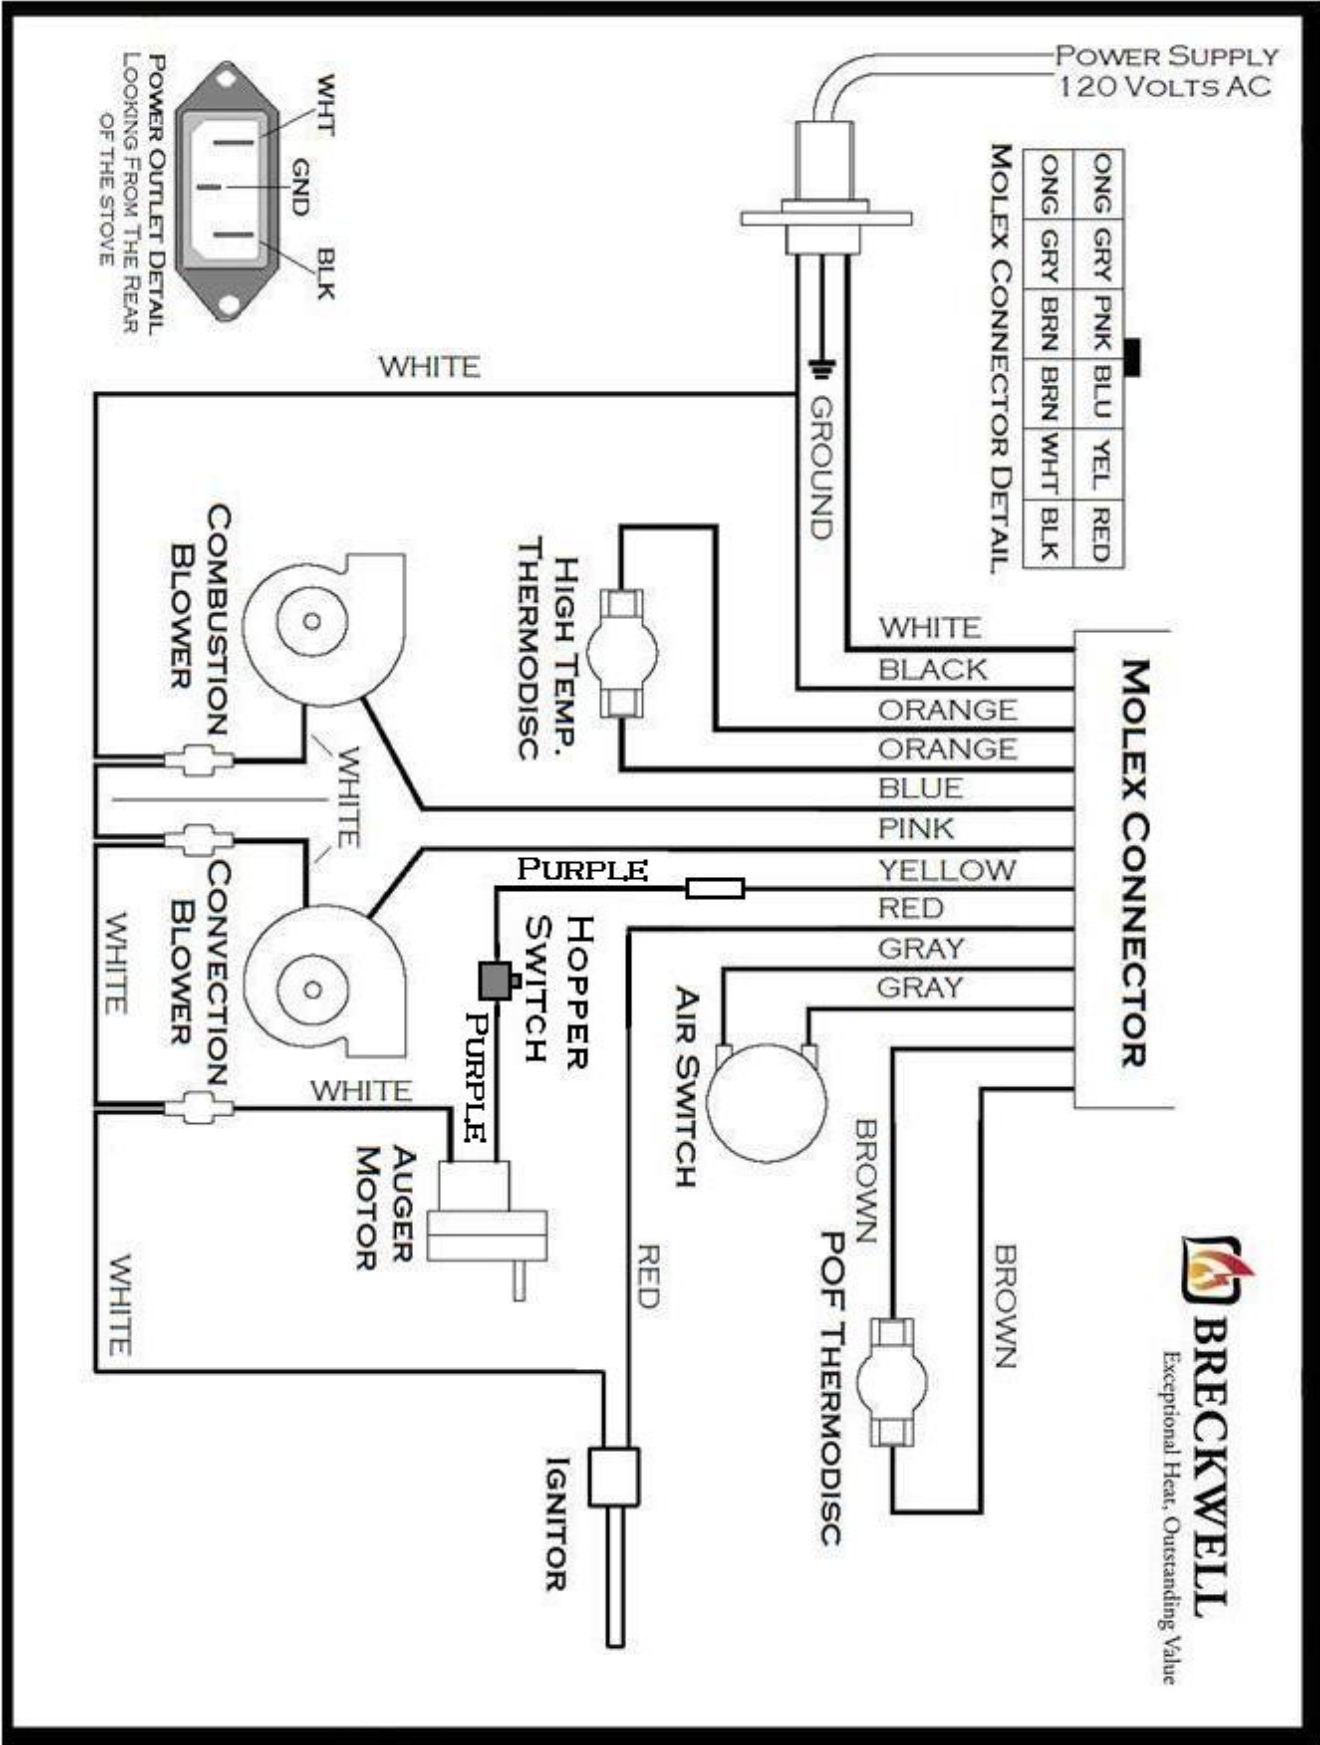 POWER SUPPLY
120 VOLTS AC
ONG GRY PNK BLU YEL RED
ONG GRY BRN BRN WHT BLK
MOLEX CONNECTOR DETAIL
WHT
GND
BLK
POWER OUTLET DETAIL
LOOKING FROM THE REAR
OF THE STOVE
WHITE
GROUND
HIGH TEMP.
THERMODISC
COMBUSTION
BLOWER
WHITE
CONVECTION
BLOWER
WHITE
WHITE
BLACK
ORANGE
ORANGE
BLUE
PINK
YELLOW
RED
GRAY
GRAY
MOLEX CONNECTOR
PURPLE
HOPPER
SWITCH
PURPLE
AIR SWITCH
WHITE
AUGER
MOTOR
WHITE
RED
BROWN
BROWN
POF THERMODISC
IGNITOR
BRECKWELL
Exceptional Heat, Outstanding Value